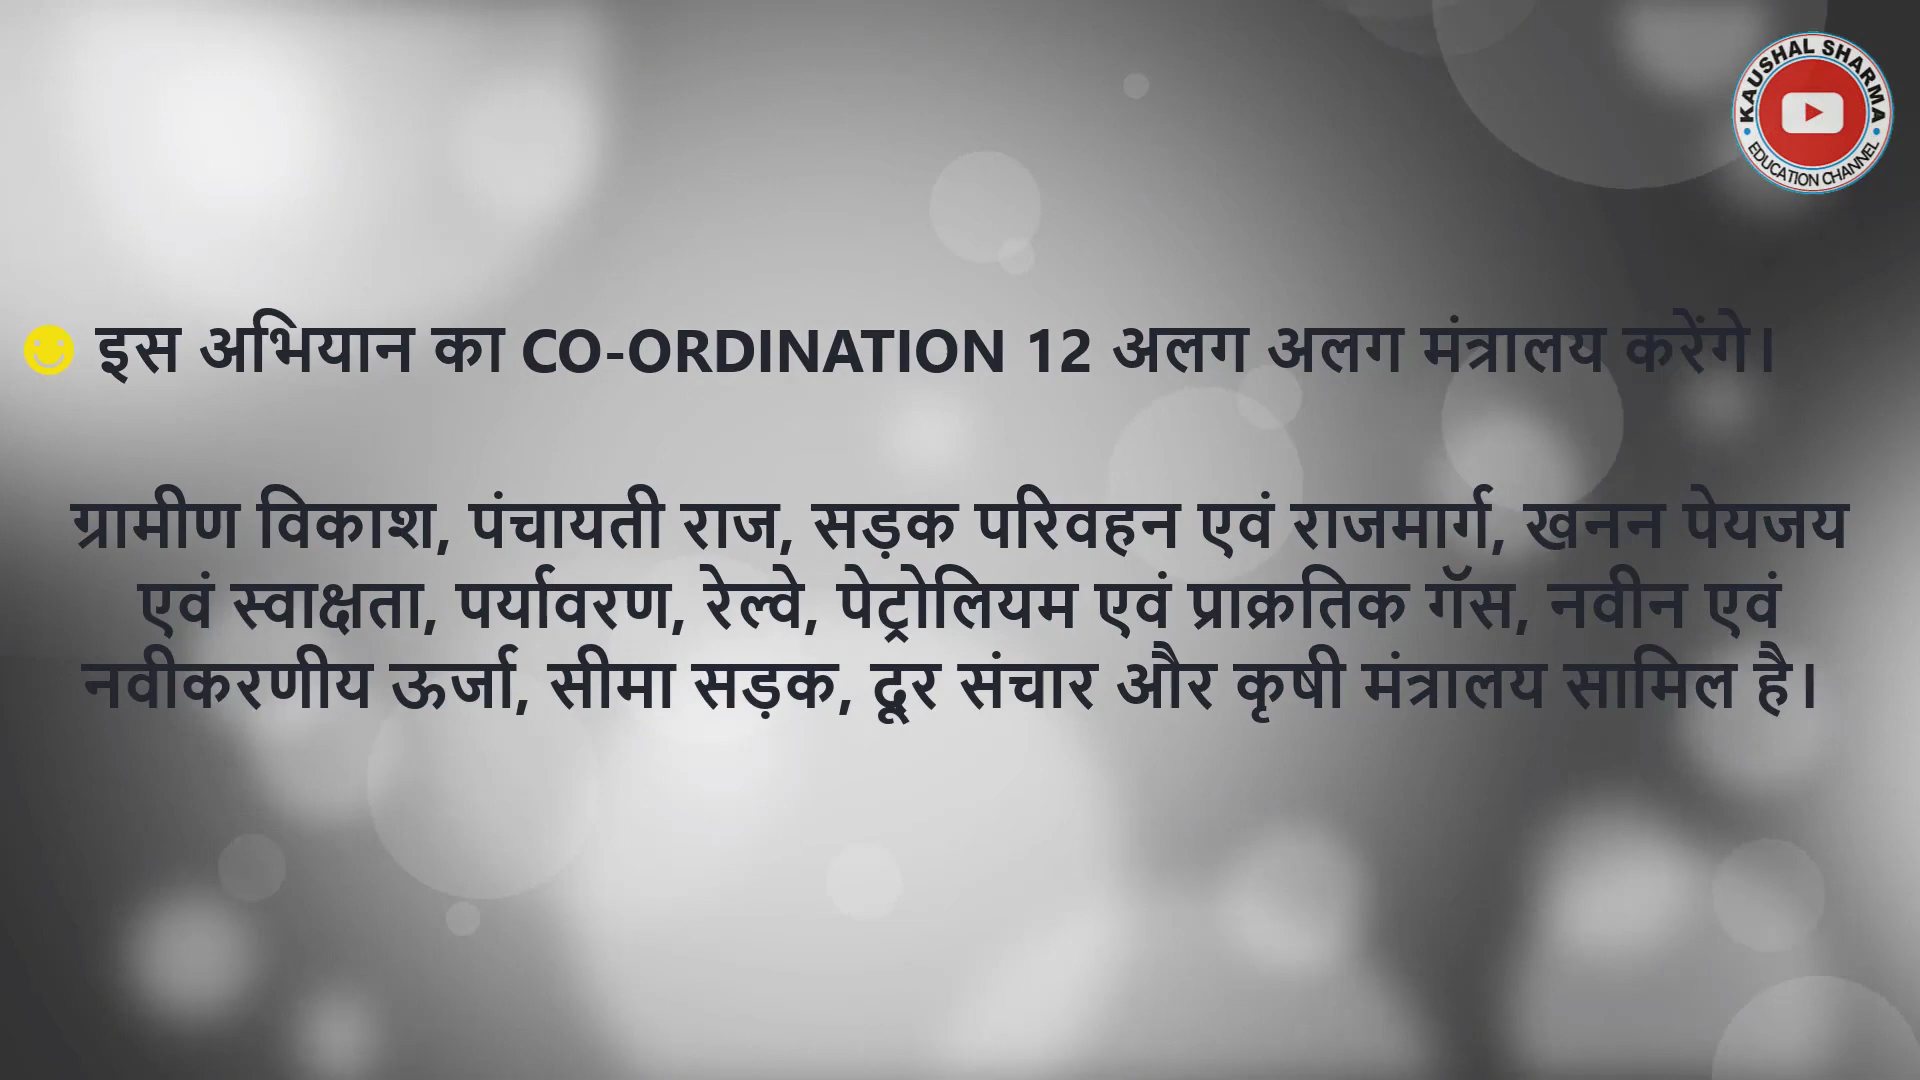 KAUSHAL SHARMA
EDUCATION CHANNEL
इस अभियान का CO-ORDINATION 12 अलग अलग मंत्रालय करेंगे।
ग्रामीण विकाश, पंचायती राज, सड़क परिवहन एवं राजमार्ग, खनन पेयजय
एवं स्वाक्षता, पर्यावरण, रेल्वे, पेट्रोलियम एवं प्राक्रतिक गॅस, नवीन एवं
नवीकरणीय ऊर्जा, सीमा सड़क, दूर संचार और कृषी मंत्रालय सामिल है।